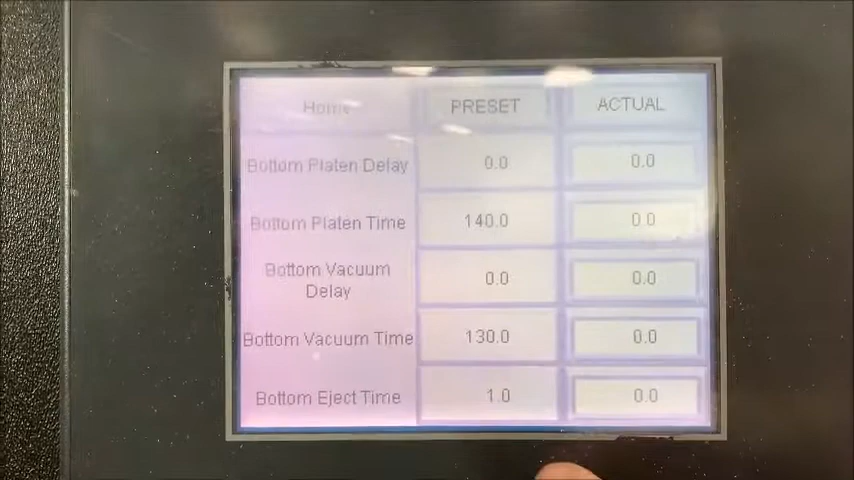 Home PRESET ACTUAL
Bottom Platen Delay 0.0 0.0
Bottom Platen Time 140.0 0.0
Bottom Vacuum
Delay 0.0 0.0
Bottom Vacuum Time 130.0 0.0
Bottom Eject Time 1.0 0.0